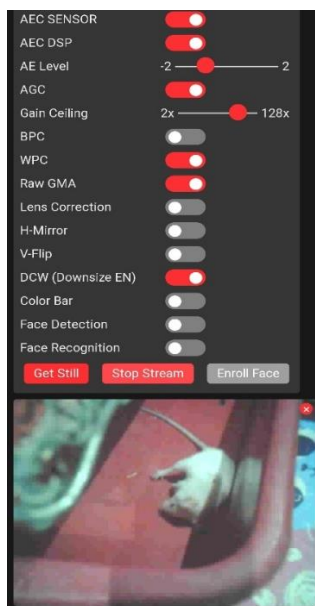 AEC SENSOR
AEC DSP
AE Level -2 2
AGC
Gain Ceiling 2x 128x
BPC
WPC
Raw GMA
Lens Correction
H-Mirror
V-Flip
DCW (Downsize EN)
Color Bar
Face Detection
Face Recognition
Get Still Stop Stream Enroll Face